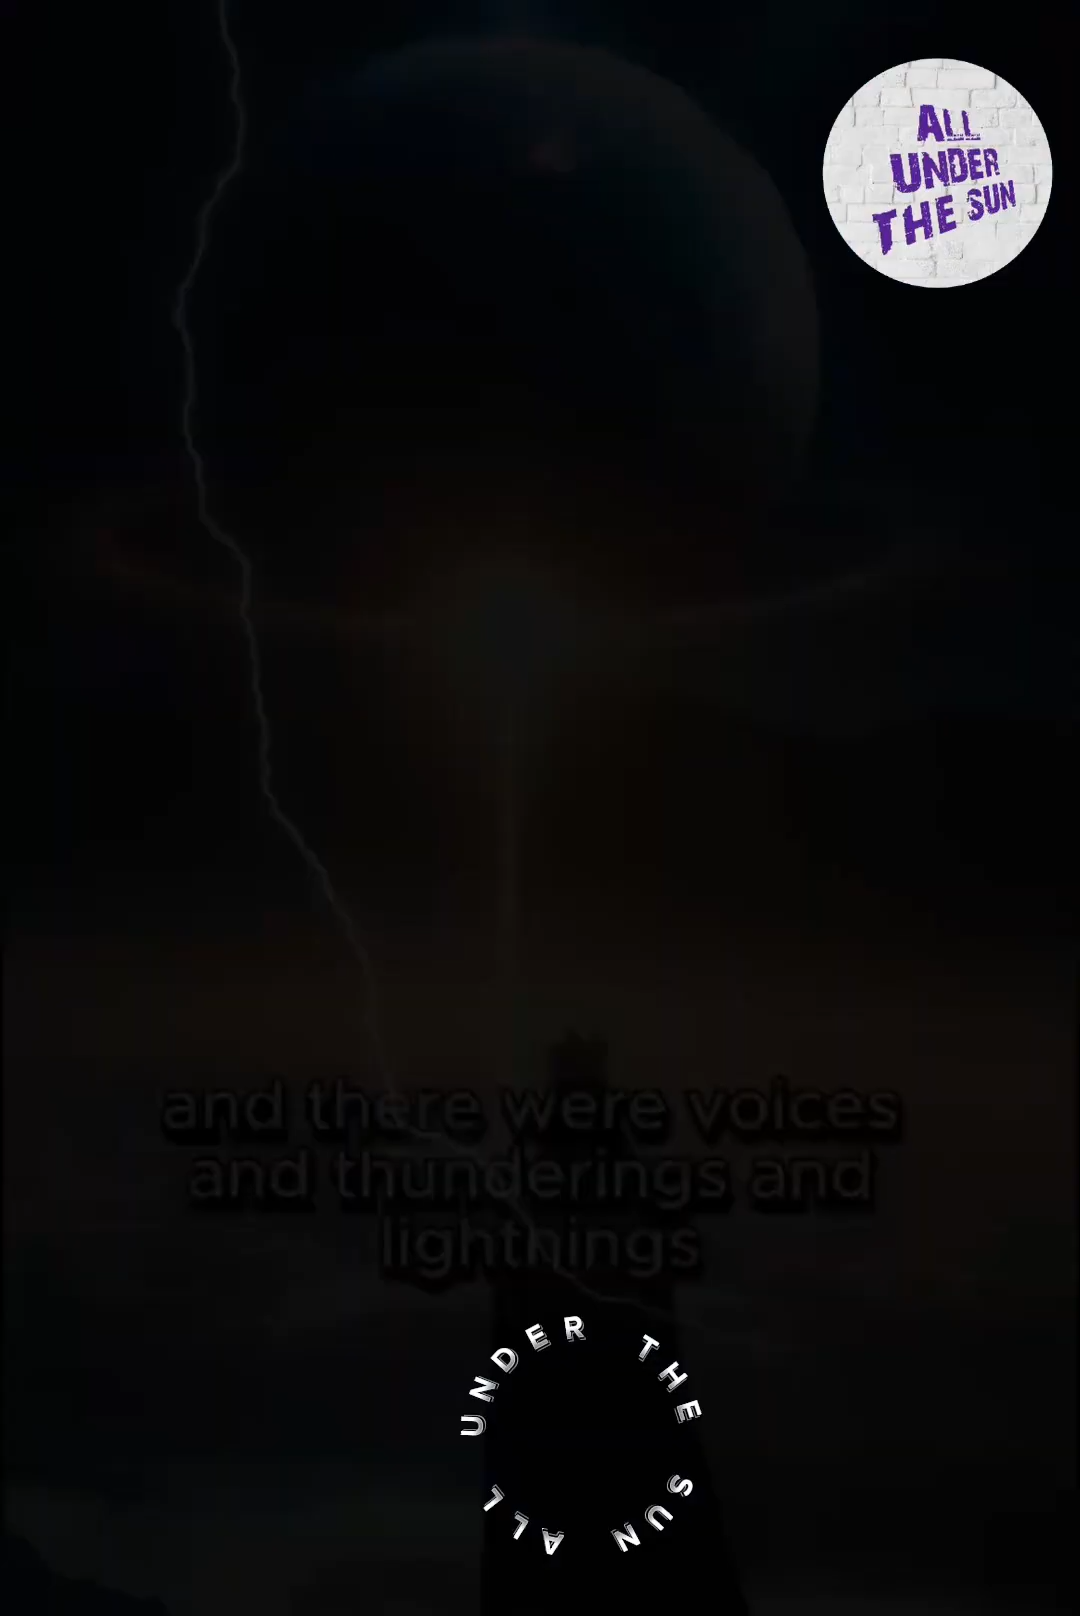 ALL
UNDER
THE SUN
and there were voices
and thunderings and
lightnings
ALL UNDER THE SUN